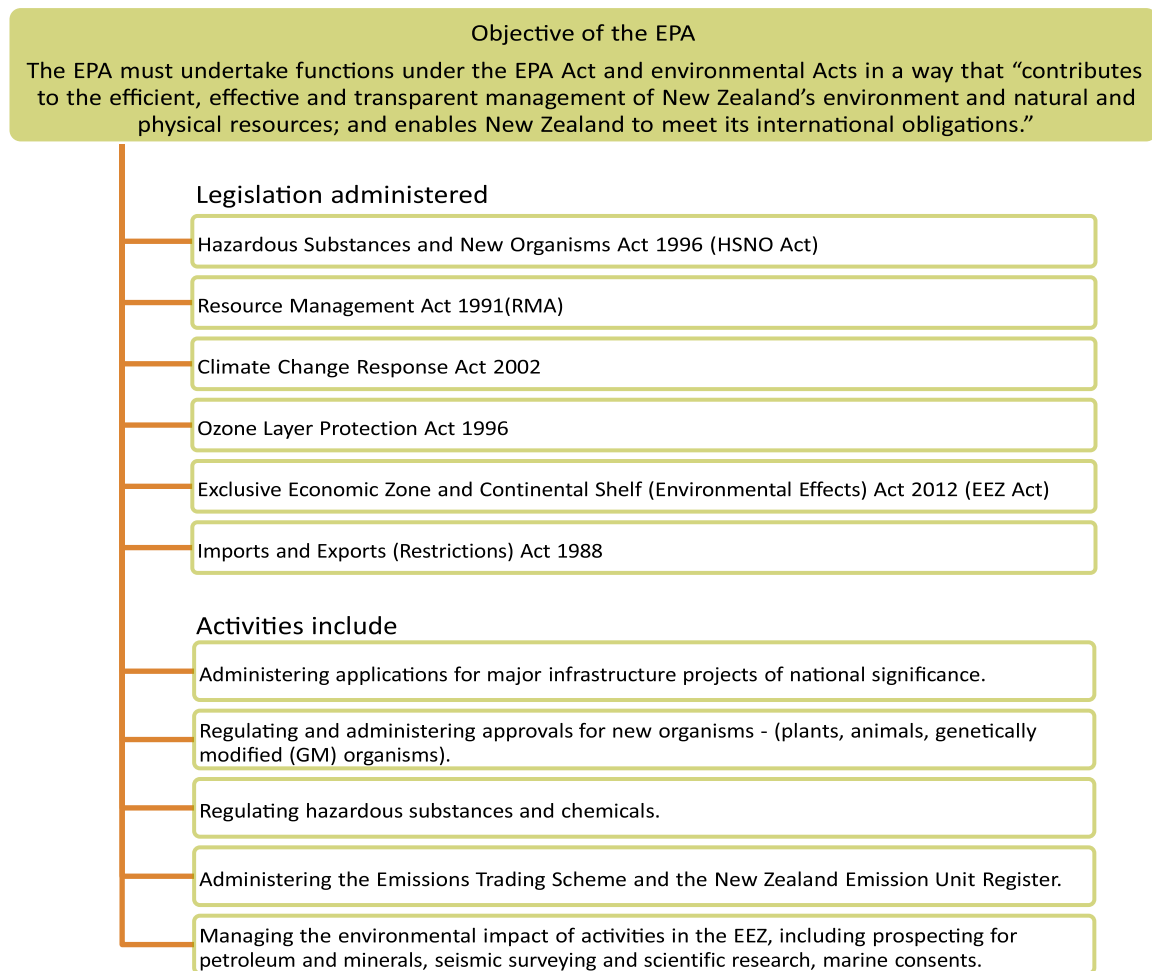 Objective of the EPA
The EPA must undertake functions under the EPA Act and environmental Acts in a way that “contributes
to the efficient, effective and transparent management of New Zealand’s environment and natural and
physical resources; and enables New Zealand to meet its international obligations.”
Legislation administered
Hazardous Substances and New Organisms Act 1996 (HSNO Act)
Resource Management Act 1991(RMA)
Climate Change Response Act 2002
Ozone Layer Protection Act 1996
Exclusive Economic Zone and Continental Shelf (Environmental Effects) Act 2012 (EEZ Act)
Imports and Exports (Restrictions) Act 1988
Activities include
Administering applications for major infrastructure projects of national significance.
Regulating and administering approvals for new organisms - (plants, animals, genetically
modified (GM) organisms).
Regulating hazardous substances and chemicals.
Administering the Emissions Trading Scheme and the New Zealand Emission Unit Register.
Managing the environmental impact of activities in the EEZ, including prospecting for
petroleum and minerals, seismic surveying and scientific research, marine consents.